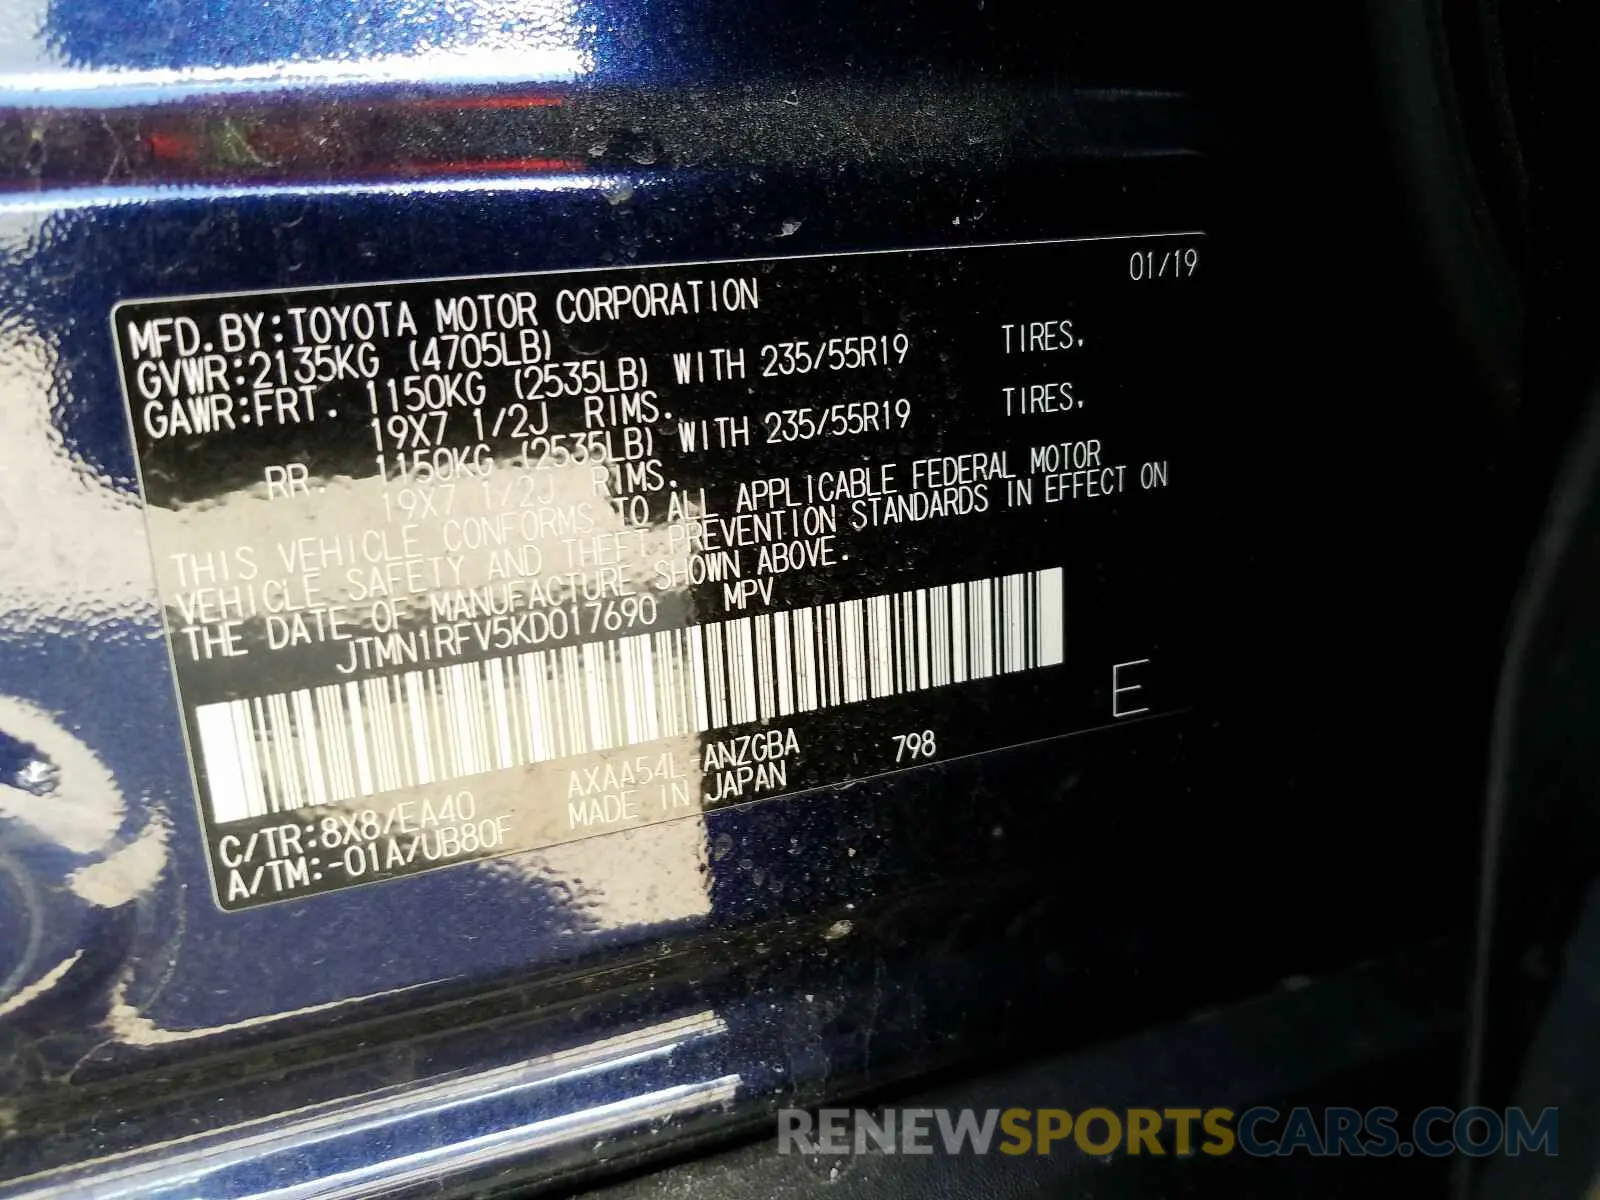 01/19
MFD.BY:TOYOTA MOTOR CORPORATION
GVWR:2135KG (4705LB)
GAWR:FRT. 1150KG (2535LB) WITH 235/55R19 TIRES.
19X7 1/2J RIMS.
RR. 1150KG (2535LB) WITH 235/55R19 TIRES.
19X7 1/2J RIMS.
THIS VEHICLE CONFORMS TO ALL APPLICABLE FEDERAL MOTOR
VEHICLE SAFETY AND THEFT PREVENTION STANDARDS IN EFFECT ON
THE DATE OF MANUFACTURE SHOWN ABOVE.
JTMN1RFV5KD017690 MPV
E
C/TR:8X8/EA40 AXAA54L-ANZGBA 798
A/TM:-01A/UB80F MADE IN JAPAN
RENEWSPORTSCARS.COM